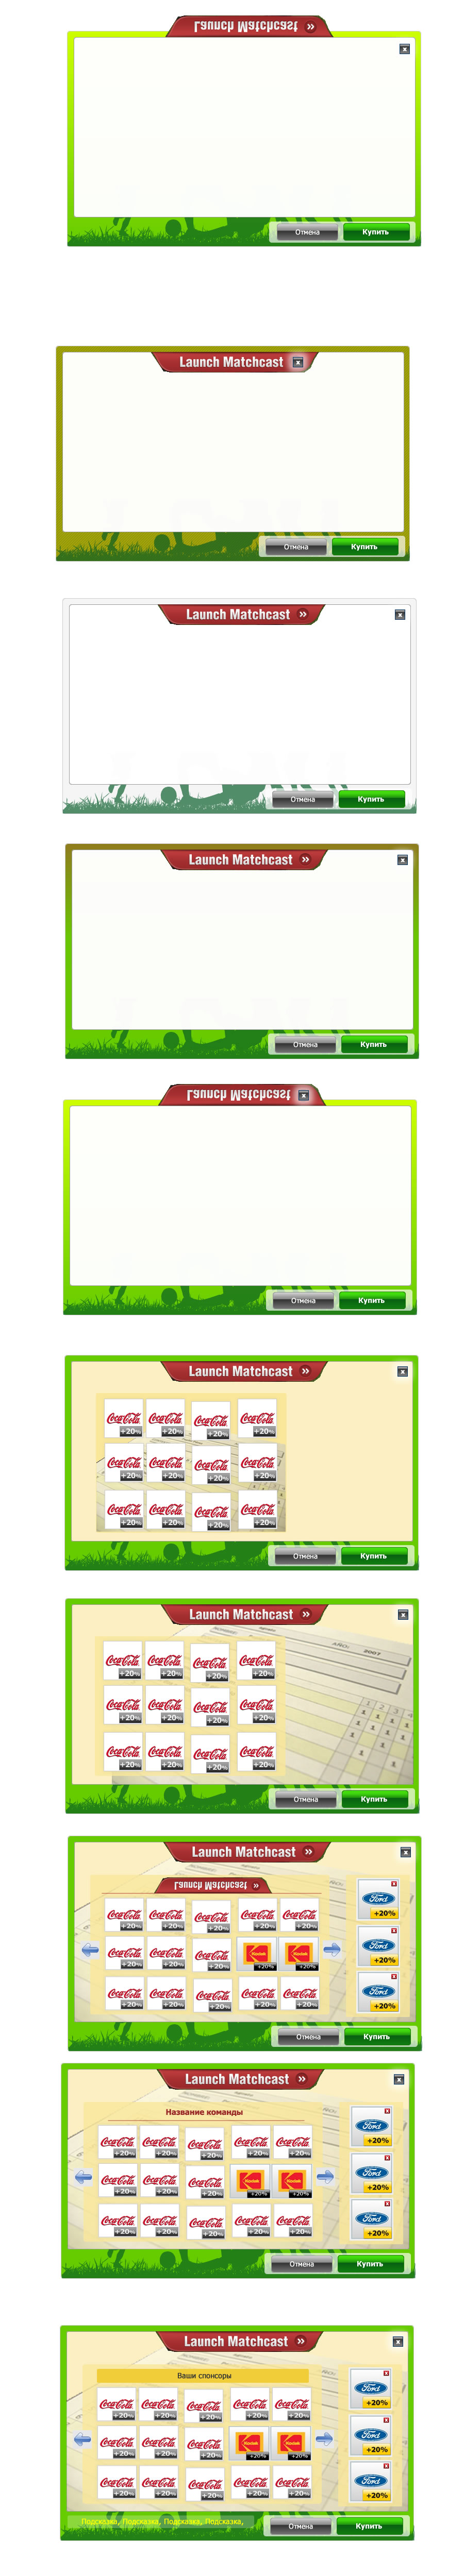 Launch Matchcast
Отмена Купить
Launch Matchcast
Отмена Купить
Launch Matchcast
Отмена Купить
Launch Matchcast
Отмена Купить
Launch Matchcast
Отмена Купить
Launch Matchcast
Coca-Cola Coca-Cola Coca-Cola Coca-Cola
+20% +20% +20% +20%
Coca-Cola Coca-Cola Coca-Cola Coca-Cola
+20% +20% +20% +20%
Coca-Cola Coca-Cola Coca-Cola Coca-Cola
+20% +20% +20% +20%
Отмена Купить
Launch Matchcast
AÑO: 2007
Coca-Cola Coca-Cola Coca-Cola Coca-Cola
+20% +20% +20% +20%
Coca-Cola Coca-Cola Coca-Cola Coca-Cola
+20% +20% +20% +20%
Coca-Cola Coca-Cola Coca-Cola Coca-Cola
+20% +20% +20% +20%
Отмена Купить
Launch Matchcast
Launch Matchcast
Coca-Cola Coca-Cola Coca-Cola Coca-Cola Coca-Cola Ford
+20% +20% +20% +20% +20% +20%
Coca-Cola Coca-Cola Coca-Cola Kodak Kodak Ford
+20% +20% +20% +20% +20% +20%
Coca-Cola Coca-Cola Coca-Cola Coca-Cola Coca-Cola Ford
+20% +20% +20% +20% +20% +20%
Отмена Купить
Launch Matchcast
Название команды
Coca-Cola Coca-Cola Coca-Cola Coca-Cola Coca-Cola Ford
+20% +20% +20% +20% +20% +20%
Coca-Cola Coca-Cola Coca-Cola Kodak Kodak Ford
+20% +20% +20% +20% +20% +20%
Coca-Cola Coca-Cola Coca-Cola Coca-Cola Coca-Cola Ford
+20% +20% +20% +20% +20% +20%
Отмена Купить
Launch Matchcast
Ваши спонсоры
Coca-Cola Coca-Cola Coca-Cola Coca-Cola Coca-Cola Ford
+20% +20% +20% +20% +20% +20%
Coca-Cola Coca-Cola Coca-Cola Kodak Kodak Ford
+20% +20% +20% +20% +20% +20%
Coca-Cola Coca-Cola Coca-Cola Coca-Cola Coca-Cola Ford
+20% +20% +20% +20% +20% +20%
Подсказка, Подсказка, Подсказка, Подсказка,
Отмена Купить